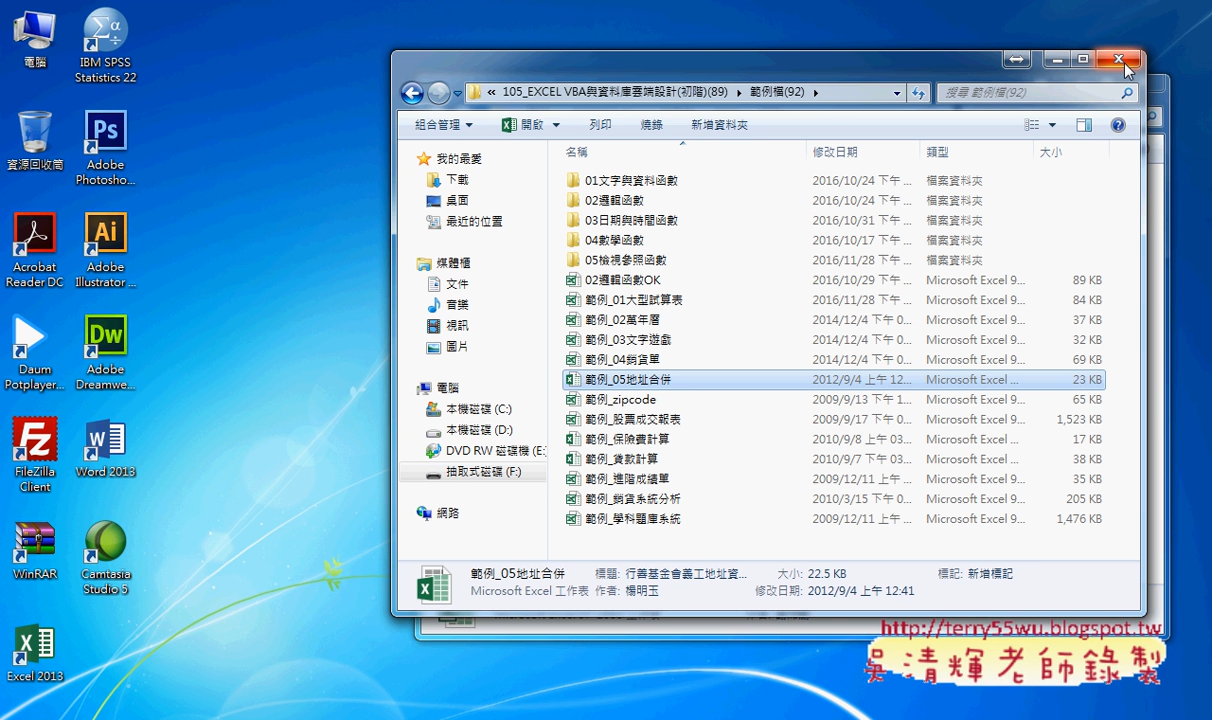 電腦
IBM SPSS
Statistics 22
資源回收筒
Adobe
Photosho...
Acrobat
Reader DC
Adobe
Illustrator ...
Daum
Potplayer...
Adobe
Dreamwe...
FileZilla
Client
Word 2013
WinRAR
Camtasia
Studio 5
Excel 2013
« 105_EXCEL VBA與資料庫雲端設計(初階)(89) ▸ 範例檔(92) ▸
搜尋 範例檔(92)
組合管理 ▼ 開啟 ▼ 列印 燒錄 新增資料夾
我的最愛
下載
桌面
最近的位置
媒體櫃
文件
音樂
視訊
圖片
電腦
本機磁碟 (C:)
本機磁碟 (D:)
DVD RW 磁碟機 (E:
抽取式磁碟 (F:)
網路
名稱 修改日期 類型 大小
01文字與資料函數 2016/10/24 下午 ... 檔案資料夾
02邏輯函數 2016/10/24 下午 ... 檔案資料夾
03日期與時間函數 2016/10/31 下午 ... 檔案資料夾
04數學函數 2016/10/17 下午 ... 檔案資料夾
05檢視參照函數 2016/11/28 下午 ... 檔案資料夾
02邏輯函數OK 2016/10/29 下午 ... Microsoft Excel 9... 89 KB
範例_01大型試算表 2016/11/28 下午 ... Microsoft Excel 9... 84 KB
範例_02萬年曆 2014/12/4 下午 0... Microsoft Excel 9... 37 KB
範例_03文字遊戲 2014/12/4 下午 0... Microsoft Excel 9... 32 KB
範例_04銷貨單 2014/12/4 下午 0... Microsoft Excel 9... 69 KB
範例_05地址合併 2012/9/4 上午 12... Microsoft Excel ... 23 KB
範例_zipcode 2009/9/13 下午 1... Microsoft Excel 9... 65 KB
範例_股票成交報表 2009/9/17 下午 0... Microsoft Excel 9... 1,523 KB
範例_保險費計算 2010/9/8 上午 03... Microsoft Excel ... 17 KB
範例_貸款計算 2010/9/7 下午 03... Microsoft Excel ... 38 KB
範例_進階成績單 2009/12/11 上午 ... Microsoft Excel 9... 35 KB
範例_銷貨系統分析 2010/3/15 下午 0... Microsoft Excel 9... 205 KB
範例_學科題庫系統 2009/12/11 上午 ... Microsoft Excel 9... 1,476 KB
範例_05地址合併 標題: 行善基金會義工地址資... 大小: 22.5 KB 標記: 新增標記
Microsoft Excel 工作表 作者: 楊明玉 修改日期: 2012/9/4 上午 12:41
http://terry55wu.blogspot.tw
吳清輝老師錄製